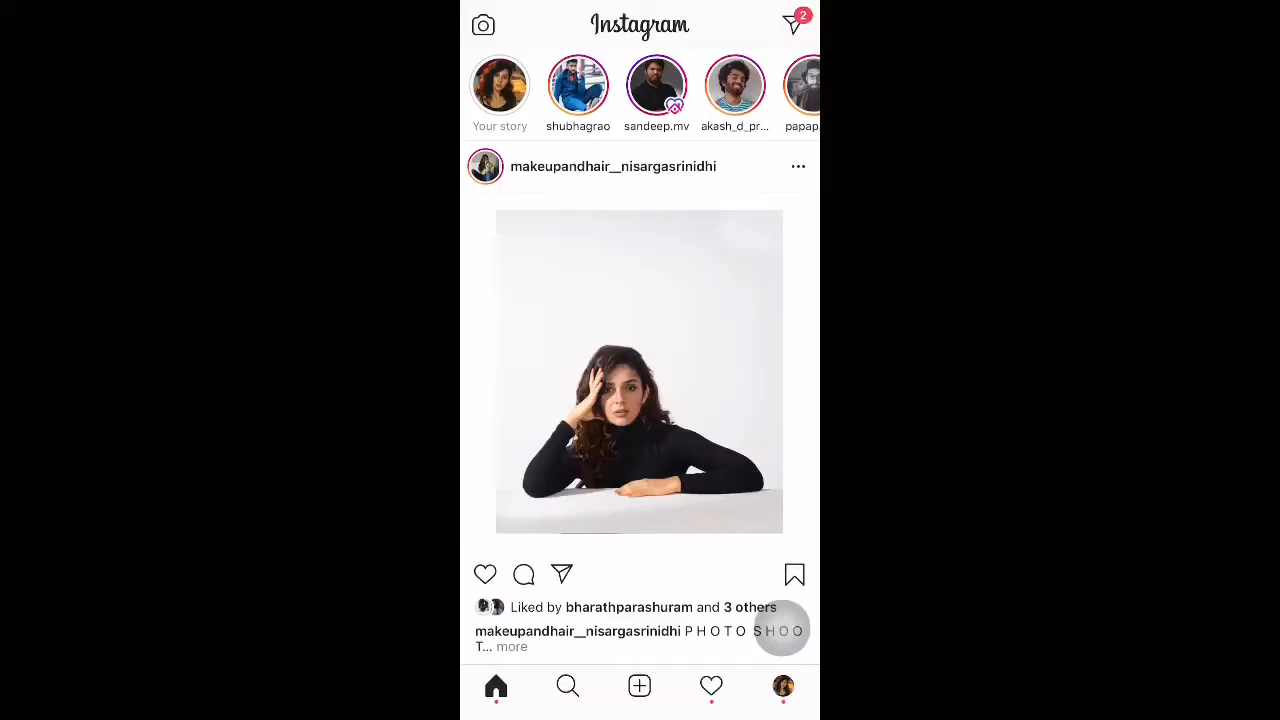 Instagram
2
Your story
shubhagrao
sandeep.mv
akash_d_pr...
papap
makeupandhair__nisargasrinidhi
Liked by bharathparashuram and 3 others
makeupandhair__nisargasrinidhi P H O T O S H O O
T... more